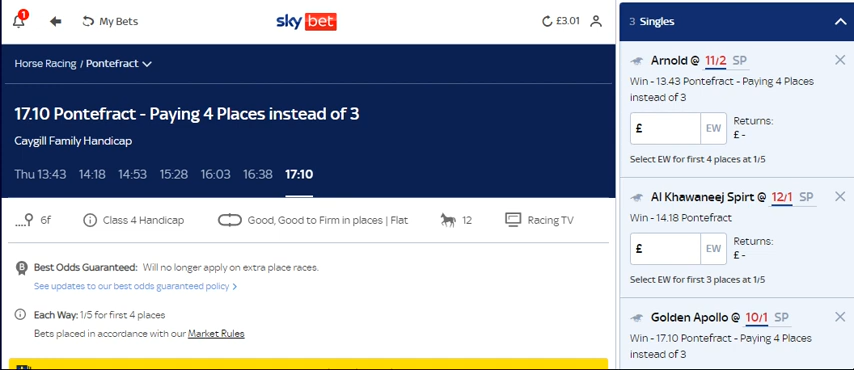 1
My Bets
sky bet
£3.01
Horse Racing / Pontefract
17.10 Pontefract - Paying 4 Places instead of 3
Caygill Family Handicap
Thu 13:43 14:18 14:53 15:28 16:03 16:38 17:10
6f
Class 4 Handicap
Good, Good to Firm in places | Flat
12
Racing TV
B
Best Odds Guaranteed: Will no longer apply on extra place races.
See updates to our best odds guaranteed policy
Each Way: 1/5 for first 4 places
Bets placed in accordance with our Market Rules
3 Singles
Arnold @ 11/2 SP
Win - 13.43 Pontefract - Paying 4 Places
instead of 3
£ EW
Returns:
£ -
Select EW for first 4 places at 1/5
Al Khawaneej Spirt @ 12/1 SP
Win - 14.18 Pontefract
£ EW
Returns:
£ -
Select EW for first 3 places at 1/5
Golden Apollo @ 10/1 SP
Win - 17.10 Pontefract - Paying 4 Places
instead of 3